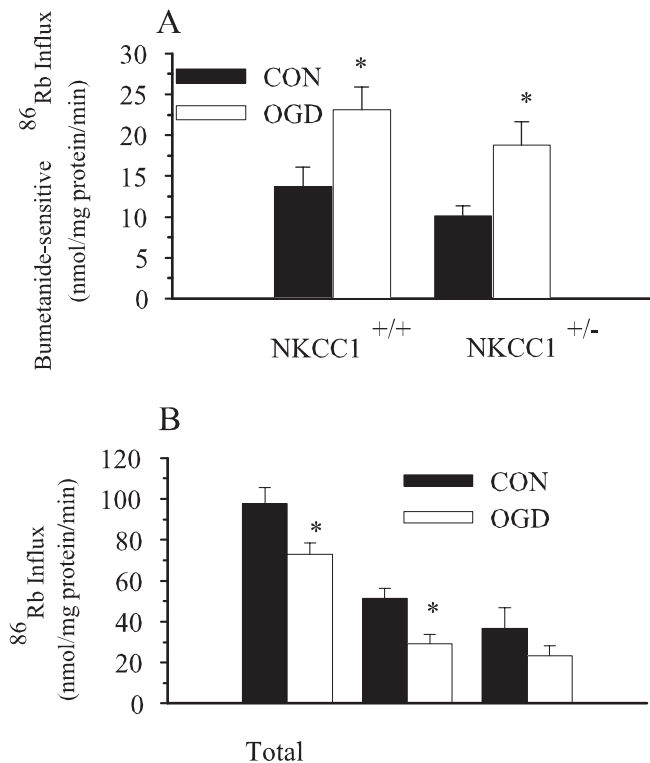 A
Bumetanide-sensitive ⁸⁶Rb Influx
(nmol/mg protein/min)
30
25
20
15
10
5
0
CON
OGD
*
*
NKCC1 +/+
NKCC1 +/-
B
⁸⁶Rb Influx
(nmol/mg protein/min)
120
100
80
60
40
20
0
CON
OGD
*
*
Total